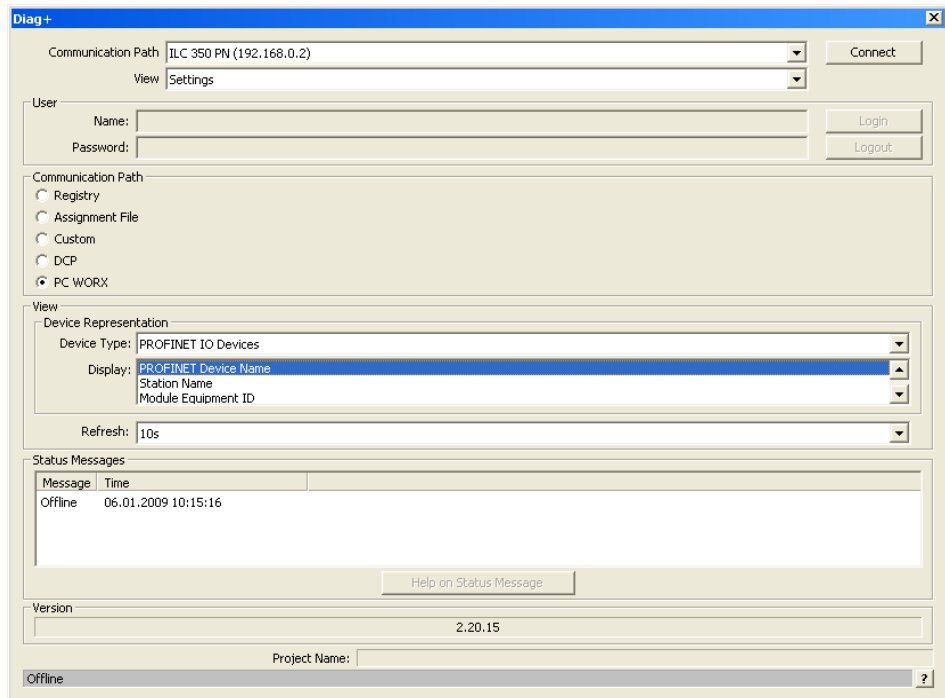 Diag+
Communication Path ILC 350 PN (192.168.0.2) Connect
View Settings
User
Name: Login
Password: Logout
Communication Path
Registry
Assignment File
Custom
DCP
PC WORX
View
Device Representation
Device Type: PROFINET IO Devices
Display: PROFINET Device Name
Station Name
Module Equipment ID
Refresh: 10s
Status Messages
Message Time
Offline 06.01.2009 10:15:16
Help on Status Message
Version
2.20.15
Project Name:
Offline ?